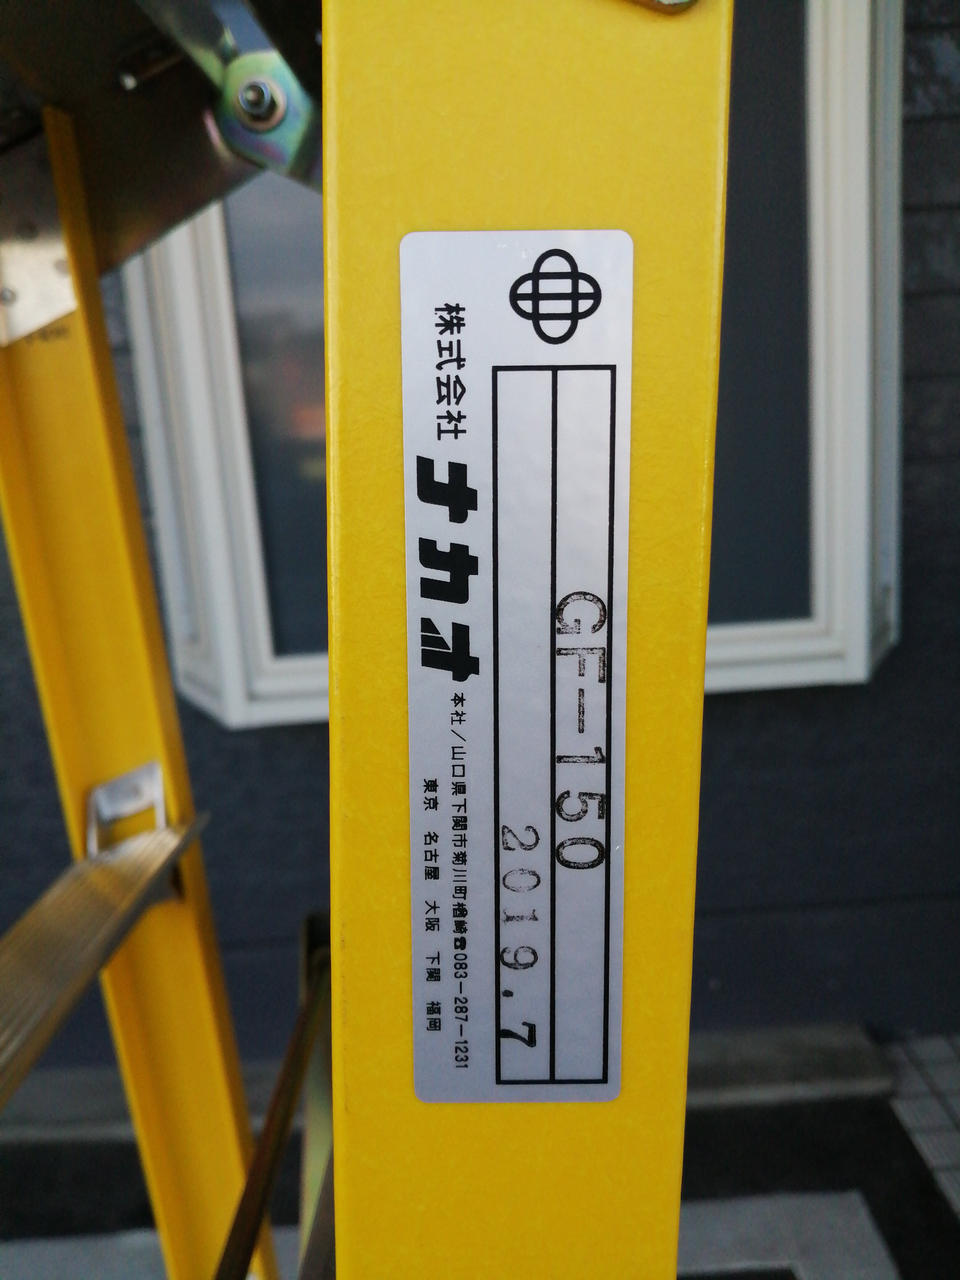 GF-150
2019.7
株式会社 ナカオ
本社/山口県下関市菊川町楢崎☎083-287-1231
東京 名古屋 大阪 下関 福岡